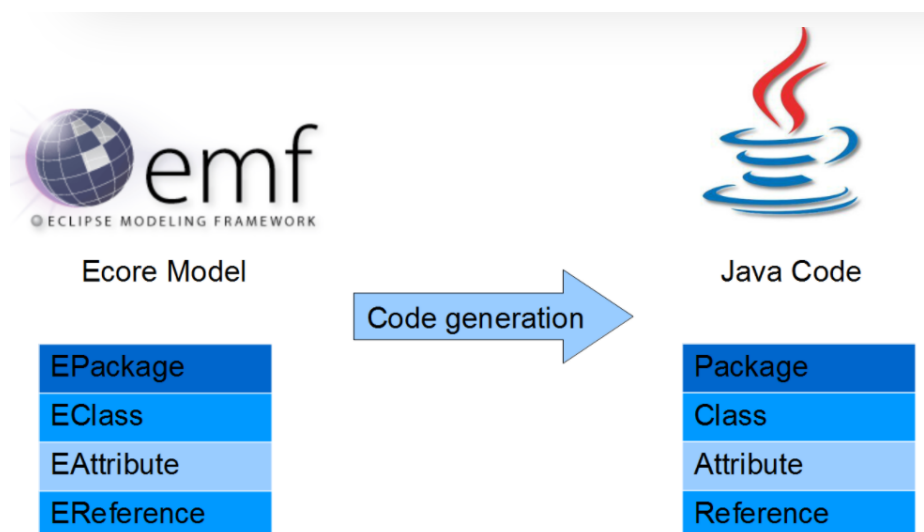 emf
ECLIPSE MODELING FRAMEWORK
Ecore Model
Java Code
Code generation
EPackage
EClass
EAttribute
EReference
Package
Class
Attribute
Reference